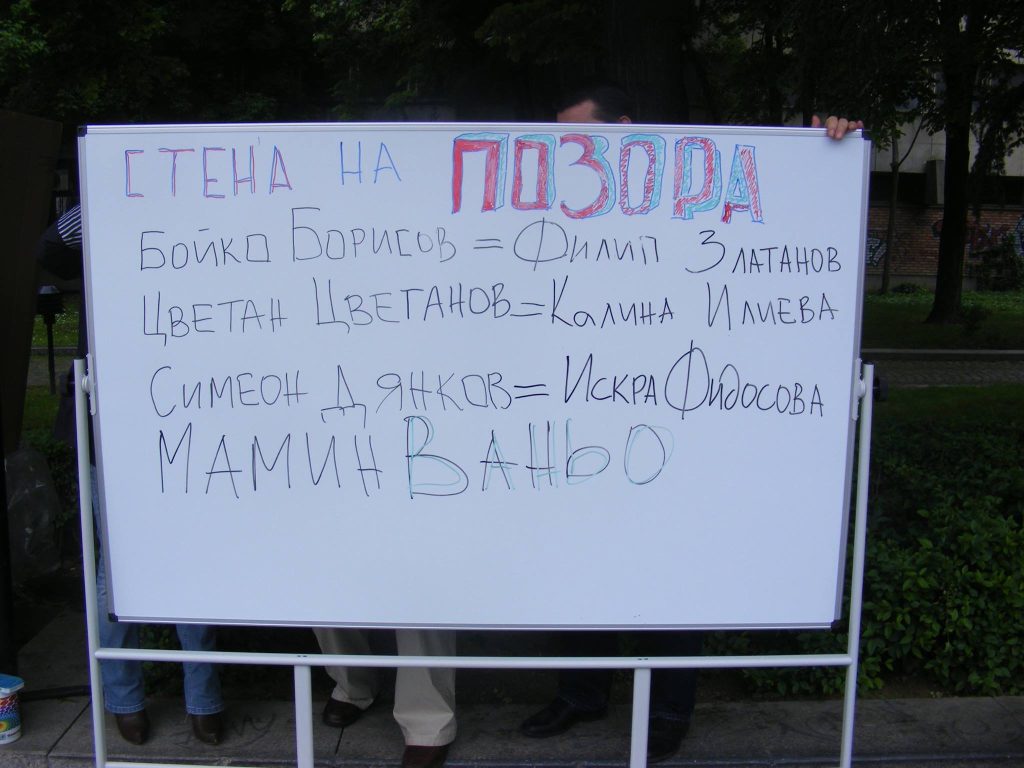 СТЕНА НА ПОЗОРА
БОЙКО БОРИСОВ = ФИЛИП ЗЛАТАНОВ
ЦВЕТАН ЦВЕТАНОВ = КАЛИНА ИЛИЕВА
СИМЕОН ДЯНКОВ = ИСКРА ФИДОСОВА
МАМИН ВАНЬО